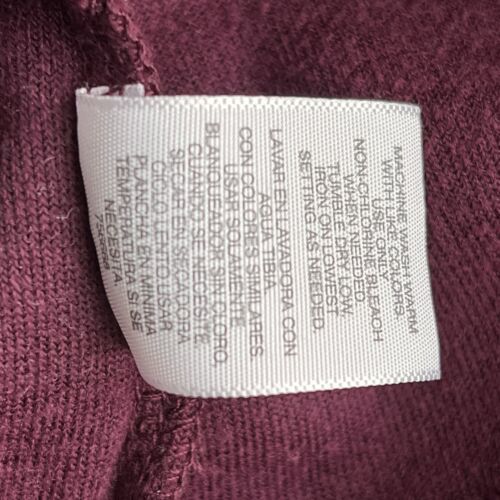 MACHINE WASH WARM
WITH LIKE COLORS
USE ONLY
NON-CHLORINE BLEACH
WHEN NEEDED
TUMBLE DRY LOW
IRON ON LOWEST
SETTING AS NEEDED
LAVAR EN LAVADORA CON
AGUA TIBIA
CON COLORES SIMILARES
USAR SOLAMENTE
BLANQUEADOR SIN CLORO,
CUANDO SE NECESITE
SECAR EN SECADORA
CICLO LENTO USAR
PLANCHA EN MINIMA
TEMPERATURA SI SE
NECESITA